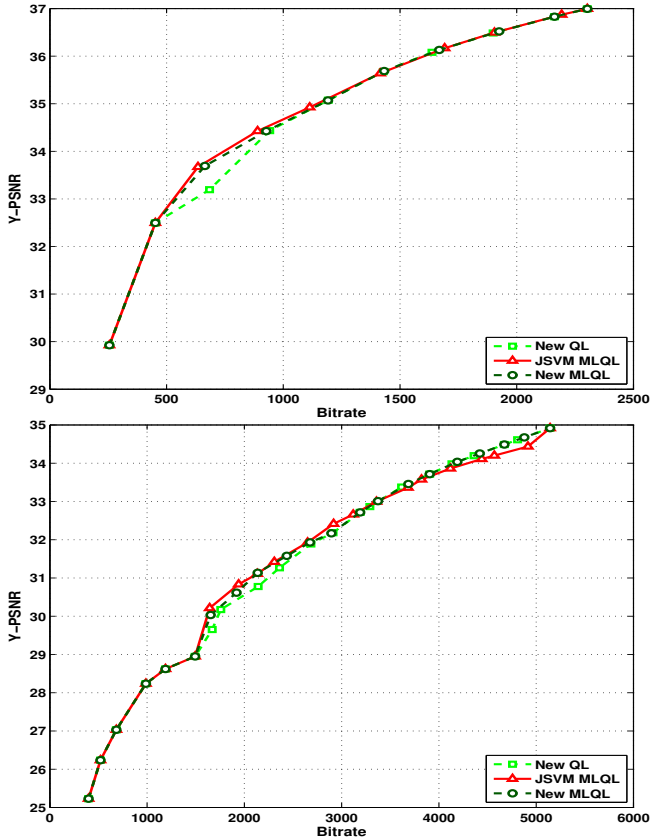 37
36
35
34
33
32
31
30
29
Y-PSNR
0 500 1000 1500 2000 2500
Bitrate
New QL
JSVM MLQL
New MLQL
35
34
33
32
31
30
29
28
27
26
25
Y-PSNR
0 1000 2000 3000 4000 5000 6000
Bitrate
New QL
JSVM MLQL
New MLQL